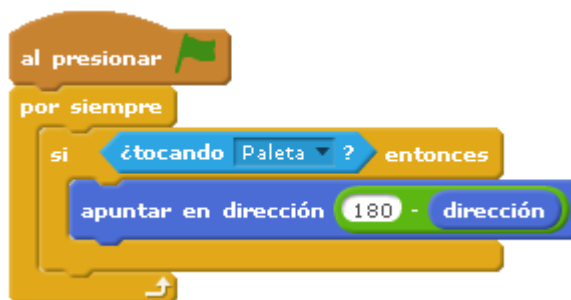 al presionar
por siempre
si ¿tocando Paleta ? entonces
apuntar en dirección 180 - dirección